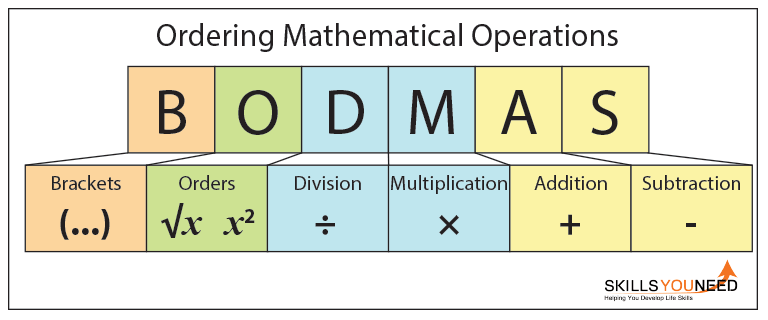 Ordering Mathematical Operations
B O D M A S
Brackets Orders Division Multiplication Addition Subtraction
(...) √x x² ÷ × + -
SKILLSYOUNEED
Helping You Develop Life Skills